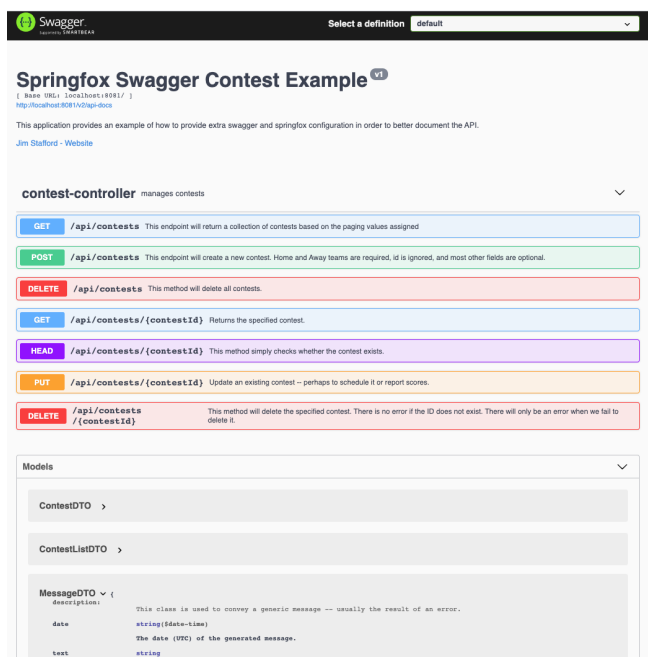 {···} Swagger.
Supported by SMARTBEAR
Select a definition default
Springfox Swagger Contest Example v1
[ Base URL: localhost:8081/ ]
http://localhost:8081/v2/api-docs
This application provides an example of how to provide extra swagger and springfox configuration in order to better document the API.
Jim Stafford - Website
contest-controller manages contests
GET /api/contests This endpoint will return a collection of contests based on the paging values assigned
POST /api/contests This endpoint will create a new contest. Home and Away teams are required, id is ignored, and most other fields are optional.
DELETE /api/contests This method will delete all contests.
GET /api/contests/{contestId} Returns the specified contest.
HEAD /api/contests/{contestId} This method simply checks whether the contest exists.
PUT /api/contests/{contestId} Update an existing contest -- perhaps to schedule it or report scores.
DELETE /api/contests
/{contestId}
This method will delete the specified contest. There is no error if the ID does not exist. There will only be an error when we fail to
delete it.
Models
ContestDTO >
ContestListDTO >
MessageDTO {
description:
This class is used to convey a generic message -- usually the result of an error.
date string($date-time)
The date (UTC) of the generated message.
text string